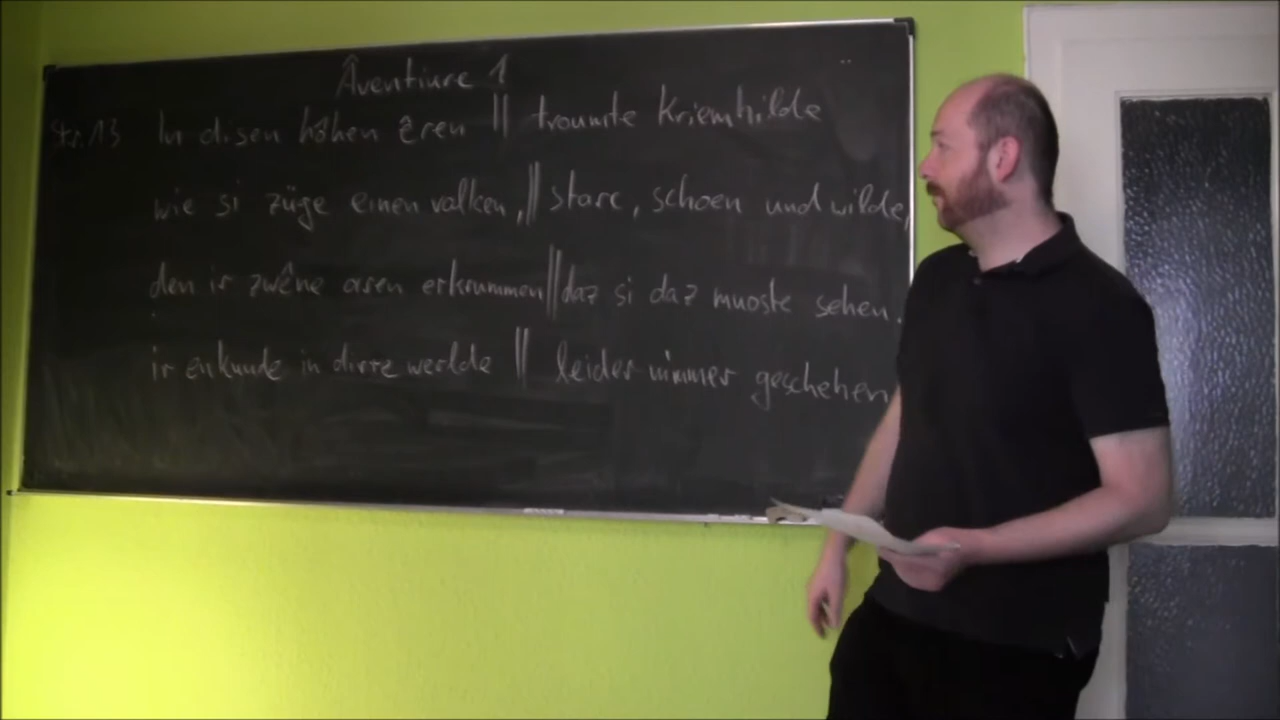 Âventiure 1
Str. 13 In disen hôhen êren || troumte Kriemhilde
wie si züge einen valken, || starc, schoen und wilde,
den ir zwêne aren erkrummen || daz si daz muoste sehen.
ir enkunde in dirre werlde || leider nimmer geschehen